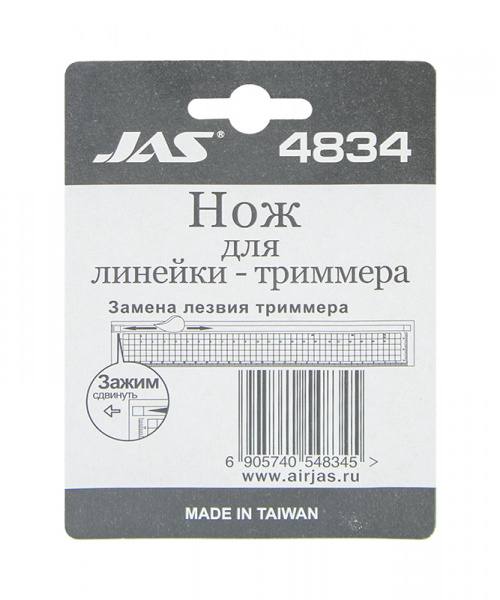 JAS® 4834
Нож
для
линейки - триммера
Замена лезвия триммера
Зажим
сдвинуть
6 905740 548345 >
www.airjas.ru
MADE IN TAIWAN